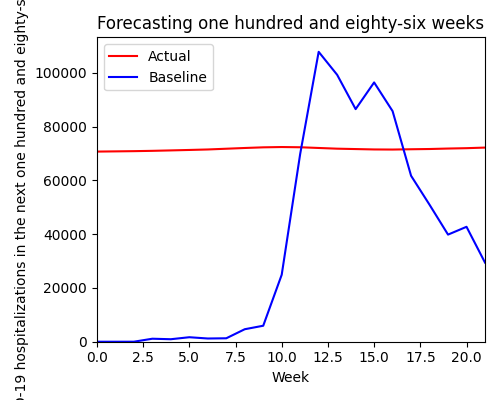 Forecasting one hundred and eighty-six weeks
Actual
Baseline
-19 hospitalizations in the next one hundred and eighty-s
100000
80000
60000
40000
20000
0
0.0 2.5 5.0 7.5 10.0 12.5 15.0 17.5 20.0
Week